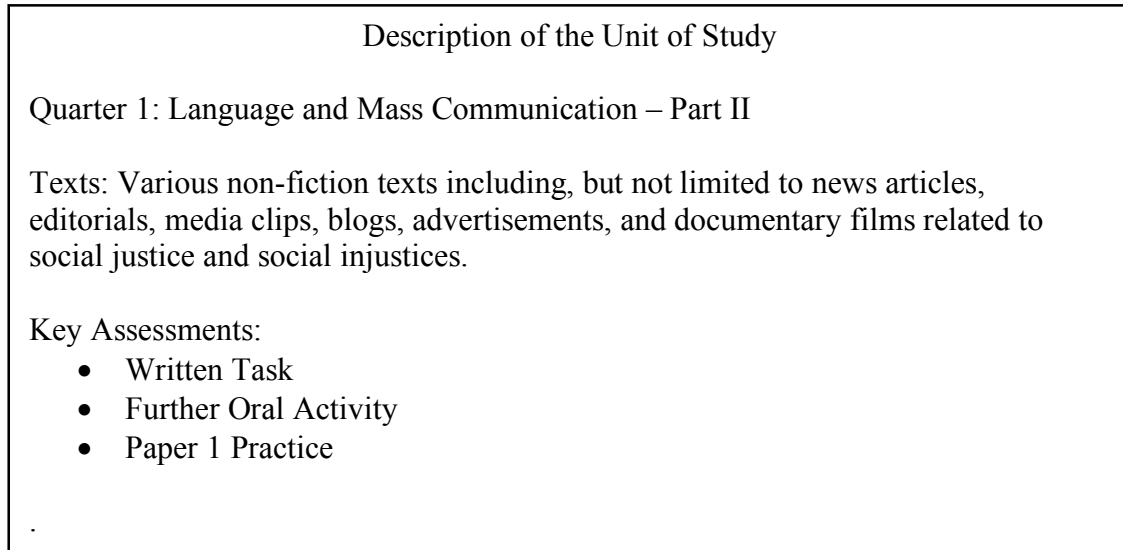 Description of the Unit of Study
Quarter 1: Language and Mass Communication – Part II
Texts: Various non-fiction texts including, but not limited to news articles,
editorials, media clips, blogs, advertisements, and documentary films related to
social justice and social injustices.
Key Assessments:
• Written Task
• Further Oral Activity
• Paper 1 Practice
.